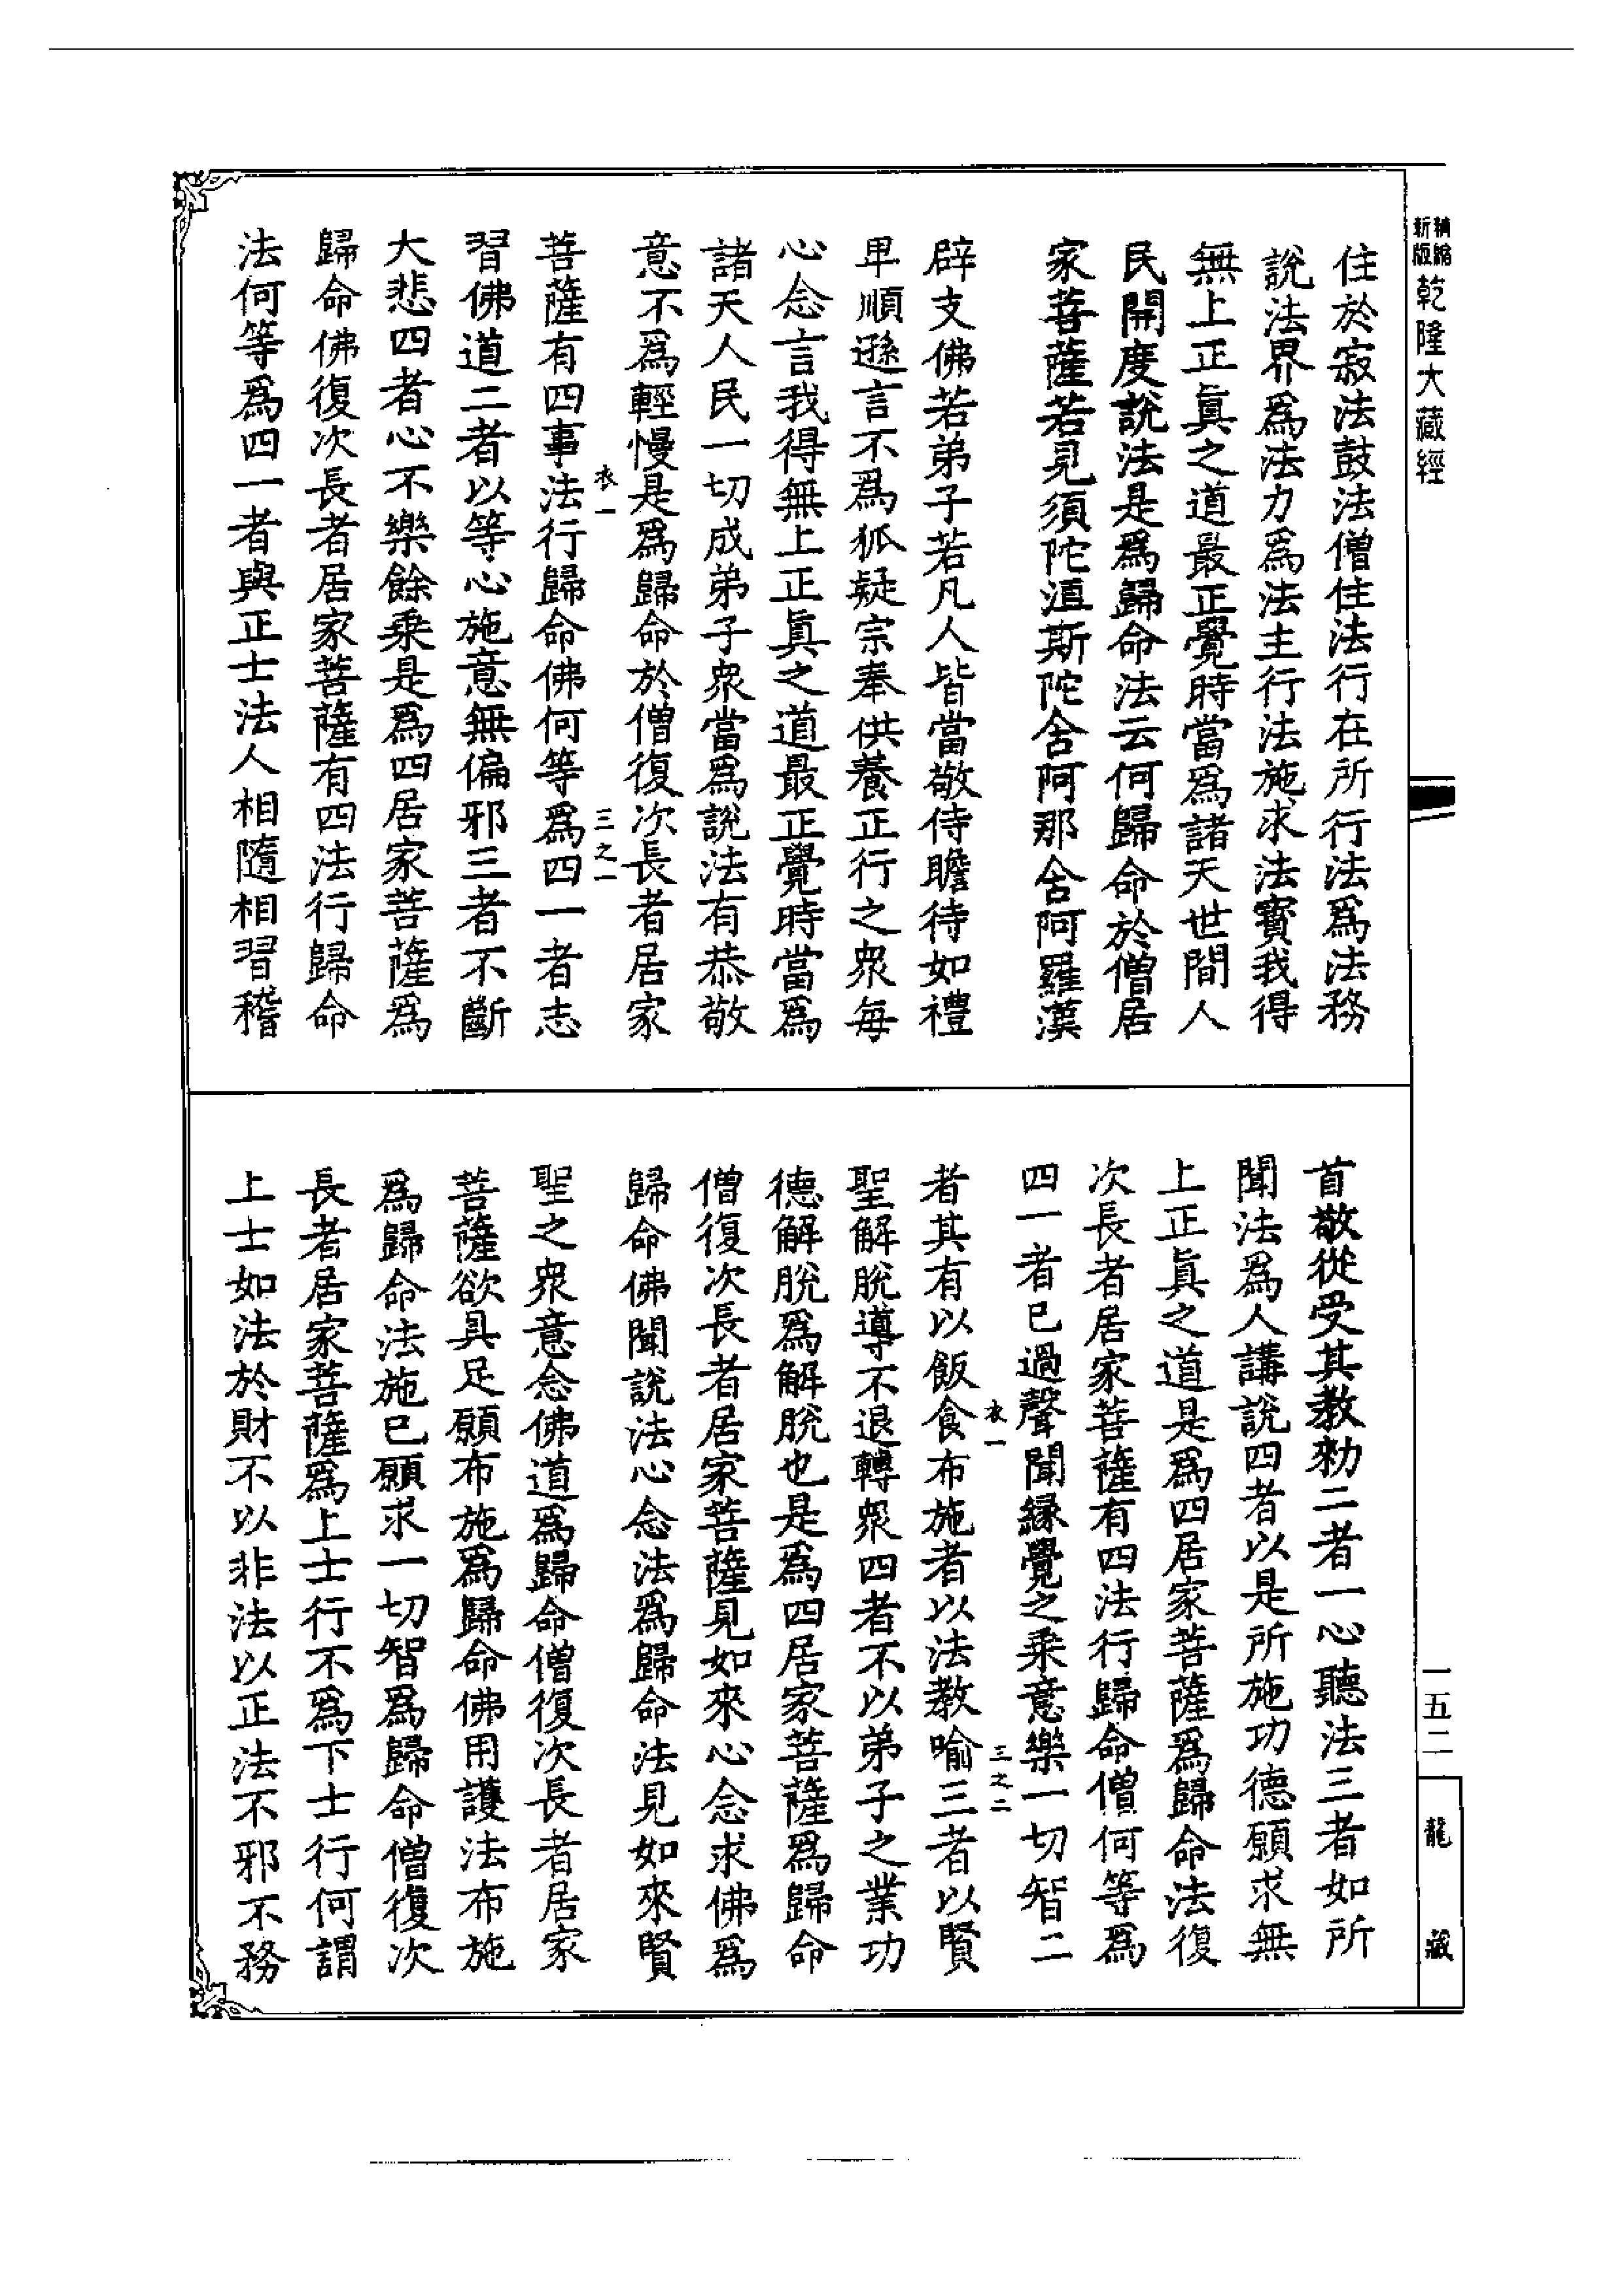 新編
縮版
乾隆大藏經
住於寂法鼓法僧住法行在所行法爲法務
說法界爲法力爲法主行法施求法寶我得
無上正眞之道最正覺時當爲諸天世間人
民開度說法是爲歸命法云何歸命於僧居
家菩薩若見須陀洹斯陀含阿那含阿羅漢
辟支佛若弟子若凡人皆當敬侍瞻待如禮
卑順遜言不爲狐疑宗奉供養正行之衆每
心念言我得無上正眞之道最正覺時當爲
諸天人民一切成弟子衆當爲說法有恭敬
意不爲輕慢是爲歸命於僧復次長者居家
衣一
三之一
菩薩有四事法行歸命佛何等爲四一者志
習佛道二者以等心施意無偏邪三者不斷
大悲四者心不樂餘乘是爲四居家菩薩爲
歸命佛復次長者居家菩薩有四法行歸命
法何等爲四一者與正士法人相隨相習稽
首敬從受其教勑二者一心聽法三者如所
聞法爲人講說四者以是所施功德願求無
上正眞之道是爲四居家菩薩爲歸命法復
次長者居家菩薩有四法行歸命僧何等爲
四一者已過聲聞緣覺之乘意樂一切智二
衣一
三之二
者其有以飯食布施者以法教喻三者以賢
聖解脫導不退轉衆四者不以弟子之業功
德解脫爲解脫也是爲四居家菩薩爲歸命
僧復次長者居家菩薩見如來心念求佛爲
歸命佛聞說法心念法爲歸命法見如來賢
聖之衆意念佛道爲歸命僧復次長者居家
菩薩欲具足願布施爲歸命佛用護法布施
爲歸命法施已願求一切智爲歸命僧復次
長者居家菩薩爲上士行不爲下士行何謂
上士如法於財不以非法以正法不邪不務
一五二
龍藏